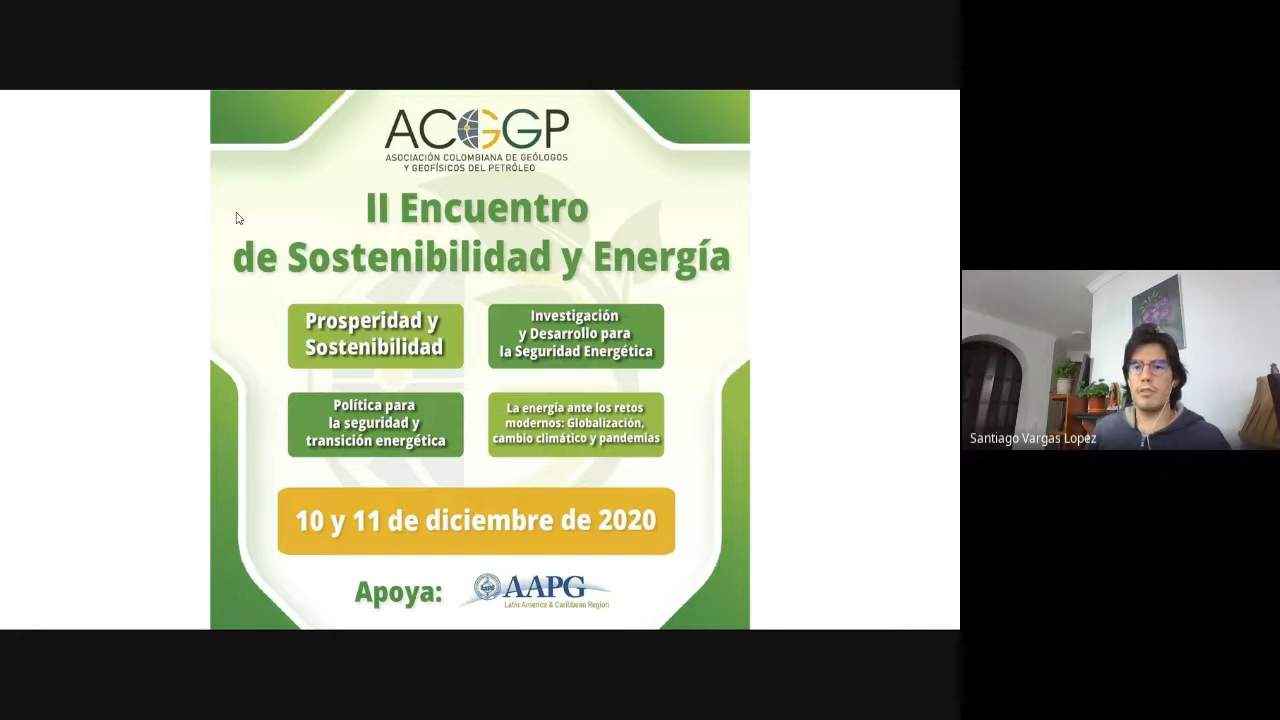 ACGGP
ASOCIACIÓN COLOMBIANA DE GEÓLOGOS
Y GEOFÍSICOS DEL PETRÓLEO
II Encuentro
de Sostenibilidad y Energía
Prosperidad y
Sostenibilidad
Investigación
y Desarrollo para
la Seguridad Energética
Política para
la seguridad y
transición energética
La energía ante los retos
modernos: Globalización,
cambio climático y pandemias
10 y 11 de diciembre de 2020
Apoya:
AAPG
Latin America & Caribbean Region
Santiago Vargas Lopez